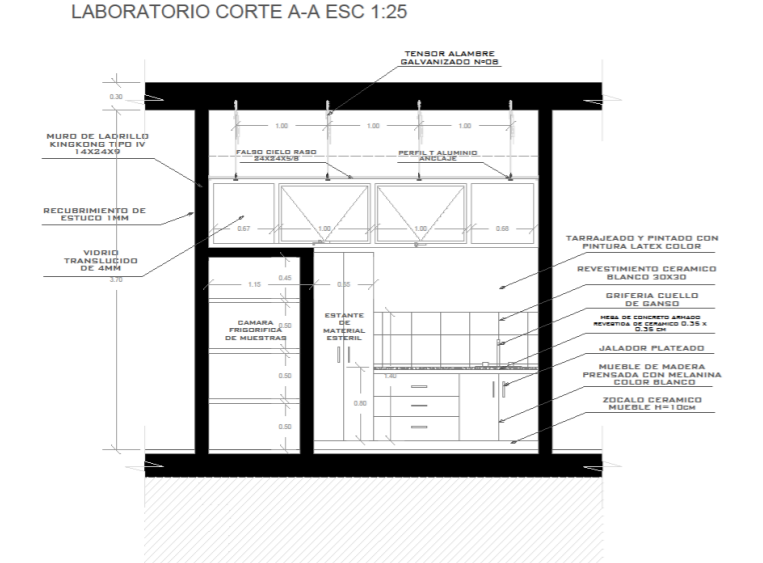 LABORATORIO CORTE A-A ESC 1:25
TENSOR ALAMBRE
GALVANIZADO Nº08
0.30
1.00
1.00
1.00
MURO DE LADRILLO
KINGKONG TIPO IV
14X24X9
FALSO CIELO RASO
24X24X5/8
PERFIL T ALUMINIO
ANCLAJE
RECUBRIMIENTO DE
ESTUCO 1MM
0.67
1.00
1.00
0.68
VIDRIO
TRANSLUCIDO
DE 4MM
3.70
TARRAJEADO Y PINTADO CON
PINTURA LATEX COLOR
REVESTIMIENTO CERAMICO
BLANCO 30X30
GRIFERIA CUELLO
DE GANSO
MESA DE CONCRETO ARMADO
REVESTIDA DE CERAMICO 0.35 X
0.35 CM
JALADOR PLATEADO
MUEBLE DE MADERA
PRENSADA CON MELANINA
COLOR BLANCO
ZOCALO CERAMICO
MUEBLE H=10CM
0.45
1.15
CAMARA
FRIGORIFICA
DE MUESTRAS
0.50
ESTANTE
DE
MATERIAL
ESTERIL
0.50
1.40
0.80
0.50